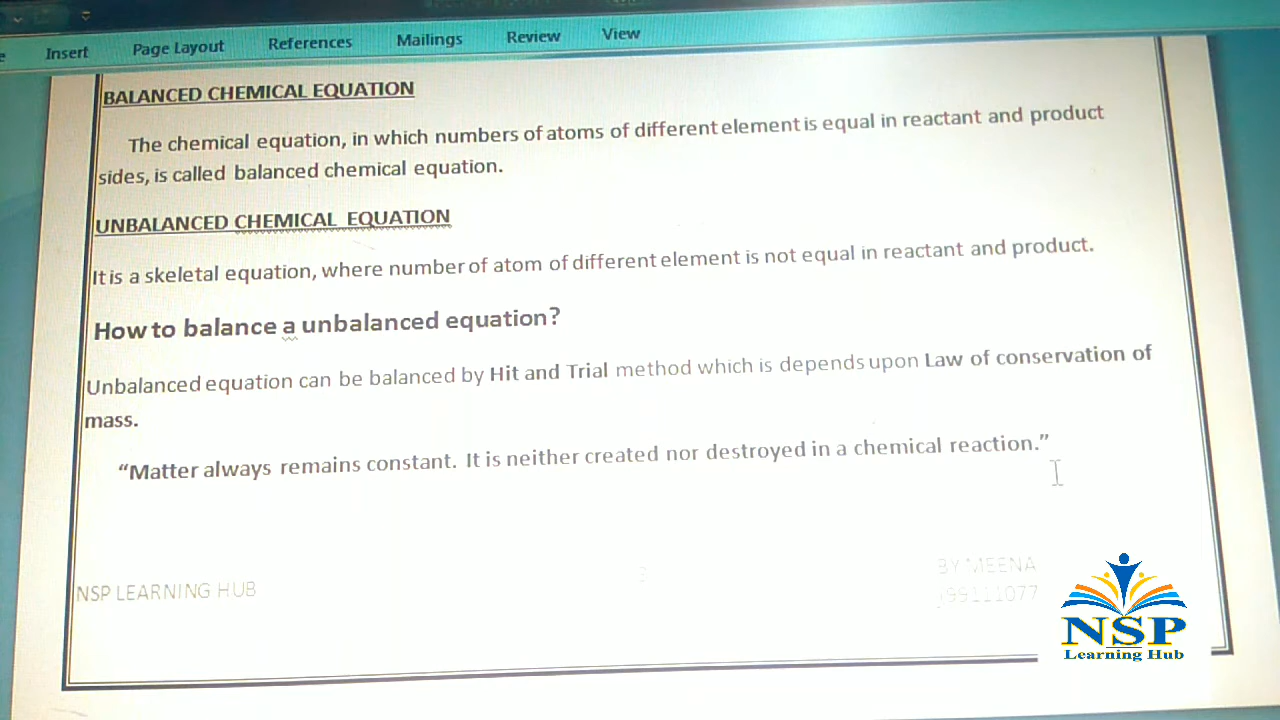 Insert Page Layout References Mailings Review View
BALANCED CHEMICAL EQUATION
The chemical equation, in which numbers of atoms of different element is equal in reactant and product
sides, is called balanced chemical equation.
UNBALANCED CHEMICAL EQUATION
It is a skeletal equation, where number of atom of different element is not equal in reactant and product.
How to balance a unbalanced equation?
Unbalanced equation can be balanced by Hit and Trial method which is depends upon Law of conservation of
mass.
“Matter always remains constant. It is neither created nor destroyed in a chemical reaction.”
NSP LEARNING HUB
BY MEENA
NSP
Learning Hub